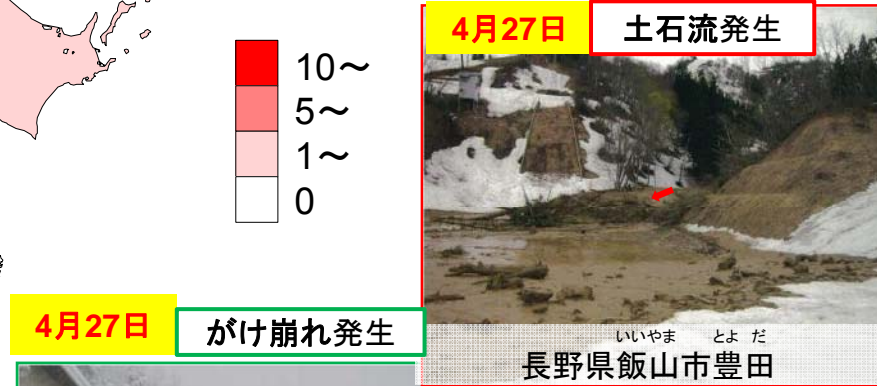 4月27日
土石流発生
10～
5～
1～
0
4月27日
がけ崩れ発生
いいやま とよ だ
長野県飯山市豊田